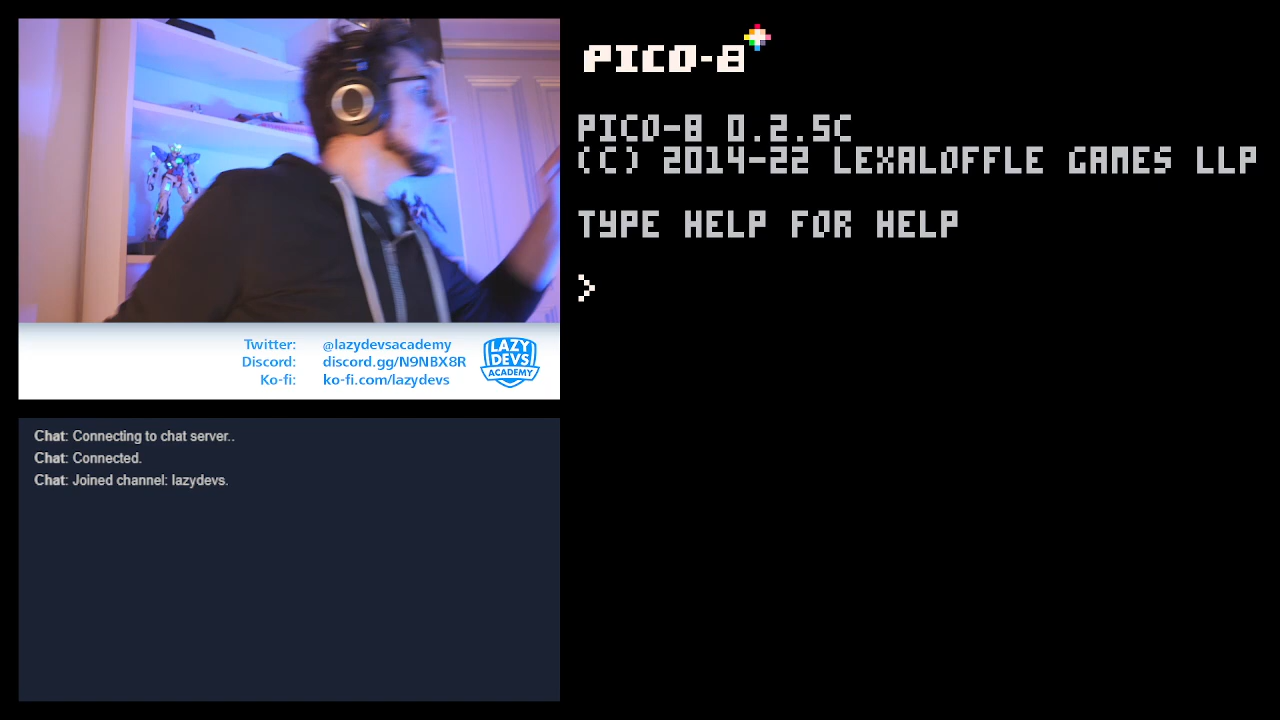 Twitter: @lazydevsacademy
Discord: discord.gg/N9NBX8R
Ko-fi: ko-fi.com/lazydevs
LAZY
DEVS
ACADEMY
Chat: Connecting to chat server..
Chat: Connected.
Chat: Joined channel: lazydevs.
PICO-8
PICO-8 0.2.5C
(C) 2014-22 LEXALOFFLE GAMES LLP
TYPE HELP FOR HELP
>